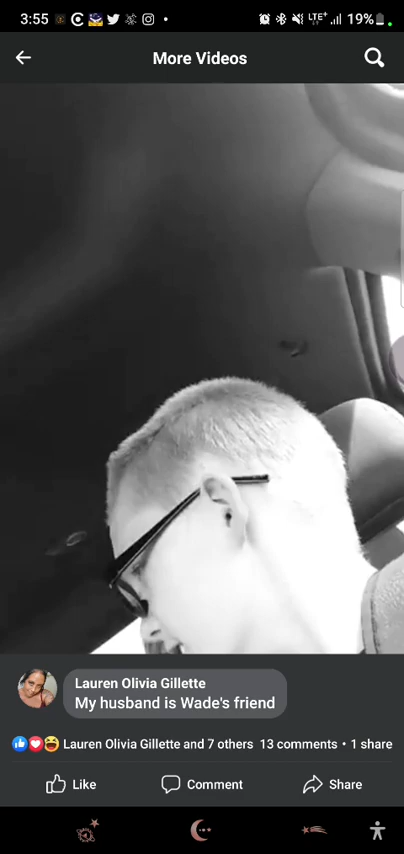 3:55 LTE+ 19%
More Videos
Lauren Olivia Gillette
My husband is Wade's friend
Lauren Olivia Gillette and 7 others 13 comments • 1 share
Like Comment Share